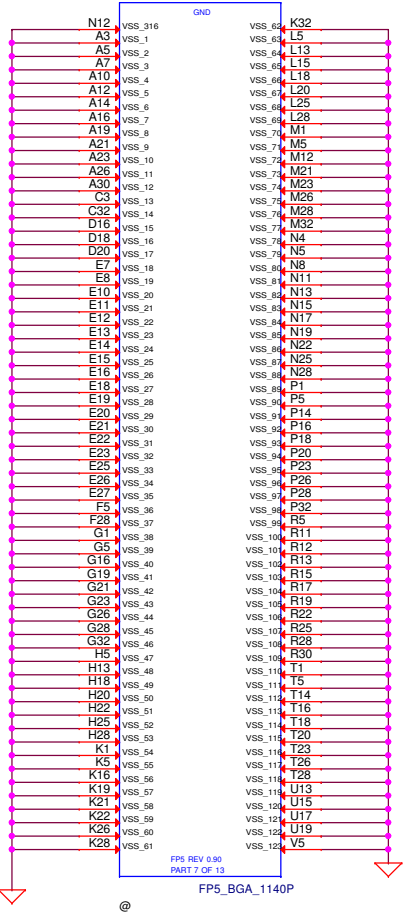 GND
N12 VSS_316 VSS_62 K32
A3 VSS_1 VSS_63 L5
A5 VSS_2 VSS_64 L13
A7 VSS_3 VSS_65 L15
A10 VSS_4 VSS_66 L18
A12 VSS_5 VSS_67 L20
A14 VSS_6 VSS_68 L25
A16 VSS_7 VSS_69 L28
A19 VSS_8 VSS_70 M1
A21 VSS_9 VSS_71 M5
A23 VSS_10 VSS_72 M12
A26 VSS_11 VSS_73 M21
A30 VSS_12 VSS_74 M23
C3 VSS_13 VSS_75 M26
C32 VSS_14 VSS_76 M28
D16 VSS_15 VSS_77 M32
D18 VSS_16 VSS_78 N4
D20 VSS_17 VSS_79 N5
E7 VSS_18 VSS_80 N8
E8 VSS_19 VSS_81 N11
E10 VSS_20 VSS_82 N13
E11 VSS_21 VSS_83 N15
E12 VSS_22 VSS_84 N17
E13 VSS_23 VSS_85 N19
E14 VSS_24 VSS_86 N22
E15 VSS_25 VSS_87 N25
E16 VSS_26 VSS_88 N28
E18 VSS_27 VSS_89 P1
E19 VSS_28 VSS_90 P5
E20 VSS_29 VSS_91 P14
E21 VSS_30 VSS_92 P16
E22 VSS_31 VSS_93 P18
E23 VSS_32 VSS_94 P20
E25 VSS_33 VSS_95 P23
E26 VSS_34 VSS_96 P26
E27 VSS_35 VSS_97 P28
F5 VSS_36 VSS_98 P32
F28 VSS_37 VSS_99 R5
G1 VSS_38 VSS_100 R11
G5 VSS_39 VSS_101 R12
G16 VSS_40 VSS_102 R13
G19 VSS_41 VSS_103 R15
G21 VSS_42 VSS_104 R17
G23 VSS_43 VSS_105 R19
G26 VSS_44 VSS_106 R22
G28 VSS_45 VSS_107 R25
G32 VSS_46 VSS_108 R28
H5 VSS_47 VSS_109 R30
H13 VSS_48 VSS_110 T1
H18 VSS_49 VSS_111 T5
H20 VSS_50 VSS_112 T14
H22 VSS_51 VSS_113 T16
H25 VSS_52 VSS_114 T18
H28 VSS_53 VSS_115 T20
K1 VSS_54 VSS_116 T23
K5 VSS_55 VSS_117 T26
K16 VSS_56 VSS_118 T28
K19 VSS_57 VSS_119 U13
K21 VSS_58 VSS_120 U15
K22 VSS_59 VSS_121 U17
K26 VSS_60 VSS_122 U19
K28 VSS_61 VSS_123 V5
FP5 REV 0.90
PART 7 OF 13
FP5_BGA_1140P
@